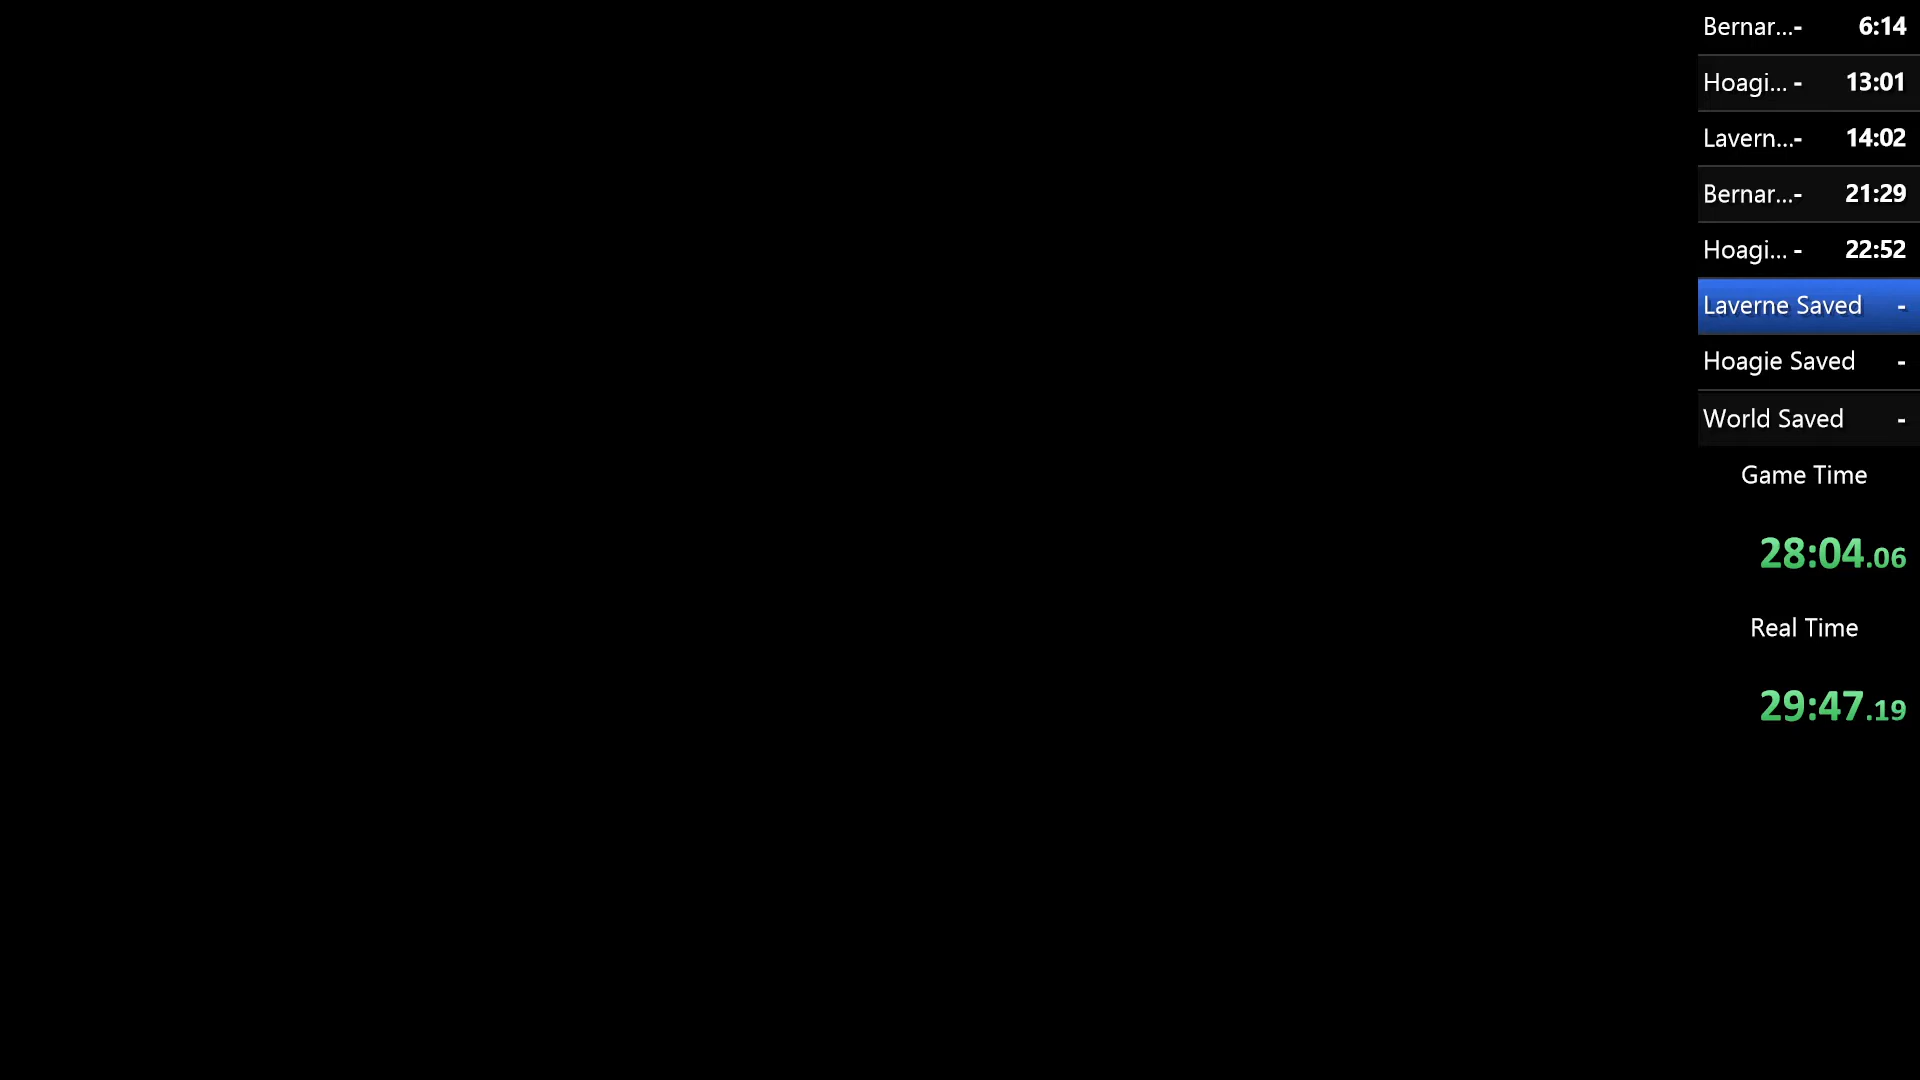 Bernar...- 6:14
Hoagi... - 13:01
Lavern...- 14:02
Bernar...- 21:29
Hoagi... - 22:52
Laverne Saved -
Hoagie Saved -
World Saved -
Game Time
28:04.06
Real Time
29:47.19